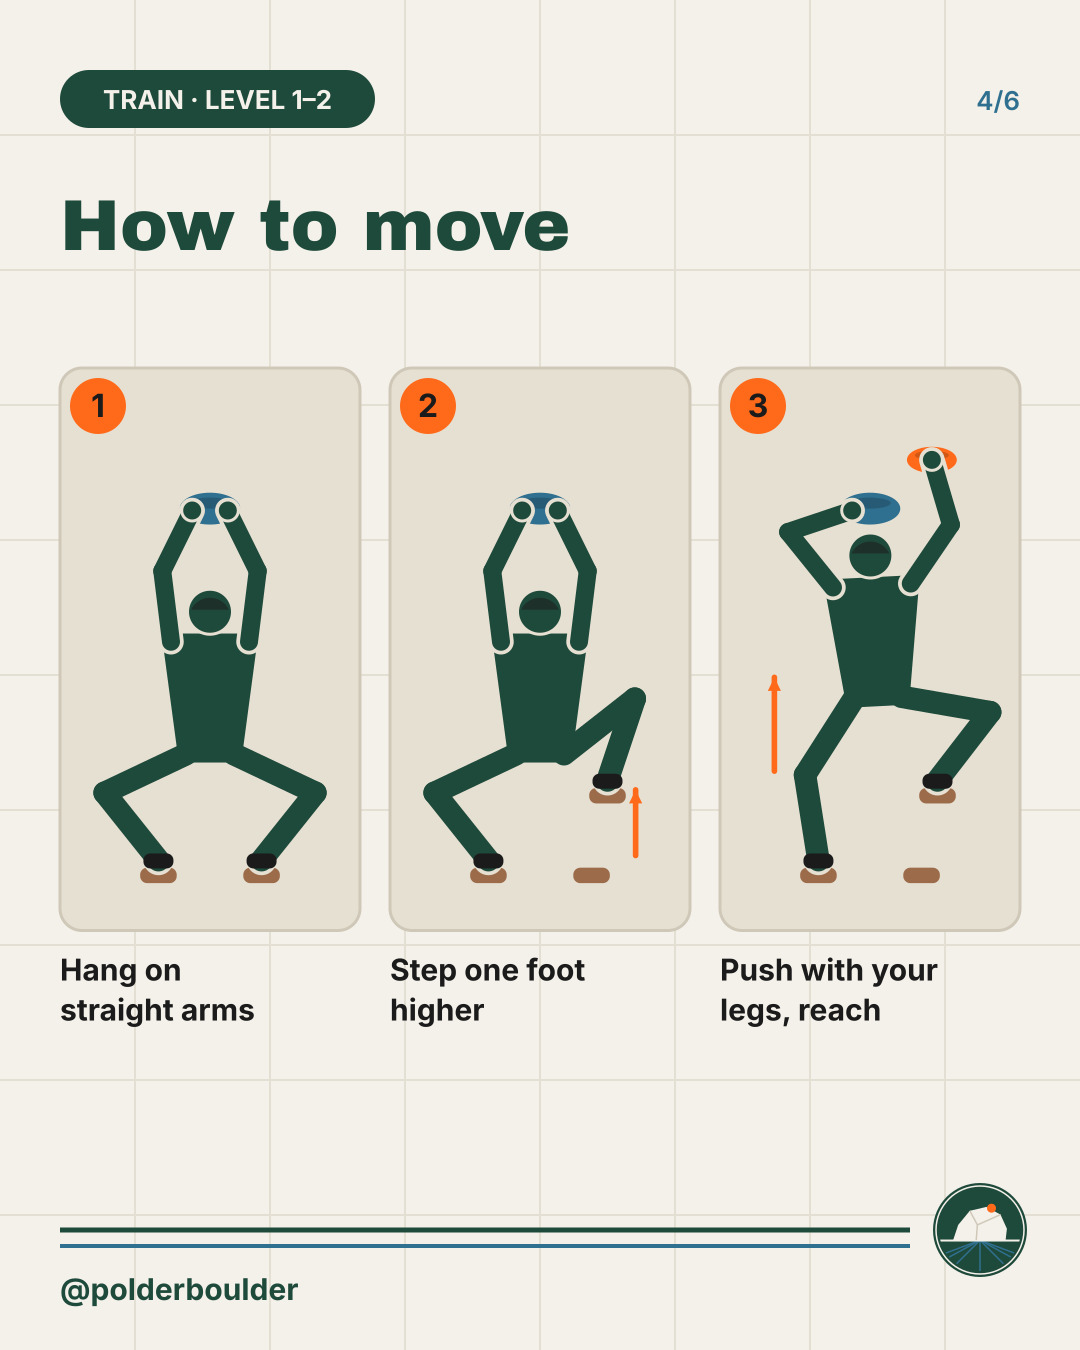 TRAIN · LEVEL 1–2
4/6
How to move
1
2
3
Hang on
straight arms
Step one foot
higher
Push with your
legs, reach
@polderboulder